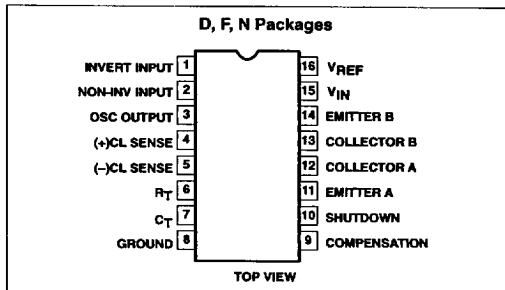 D, F, N Packages
INVERT INPUT 1
NON-INV INPUT 2
OSC OUTPUT 3
(+)CL SENSE 4
(–)CL SENSE 5
RT 6
CT 7
GROUND 8
16 VREF
15 VIN
14 EMITTER B
13 COLLECTOR B
12 COLLECTOR A
11 EMITTER A
10 SHUTDOWN
9 COMPENSATION
TOP VIEW